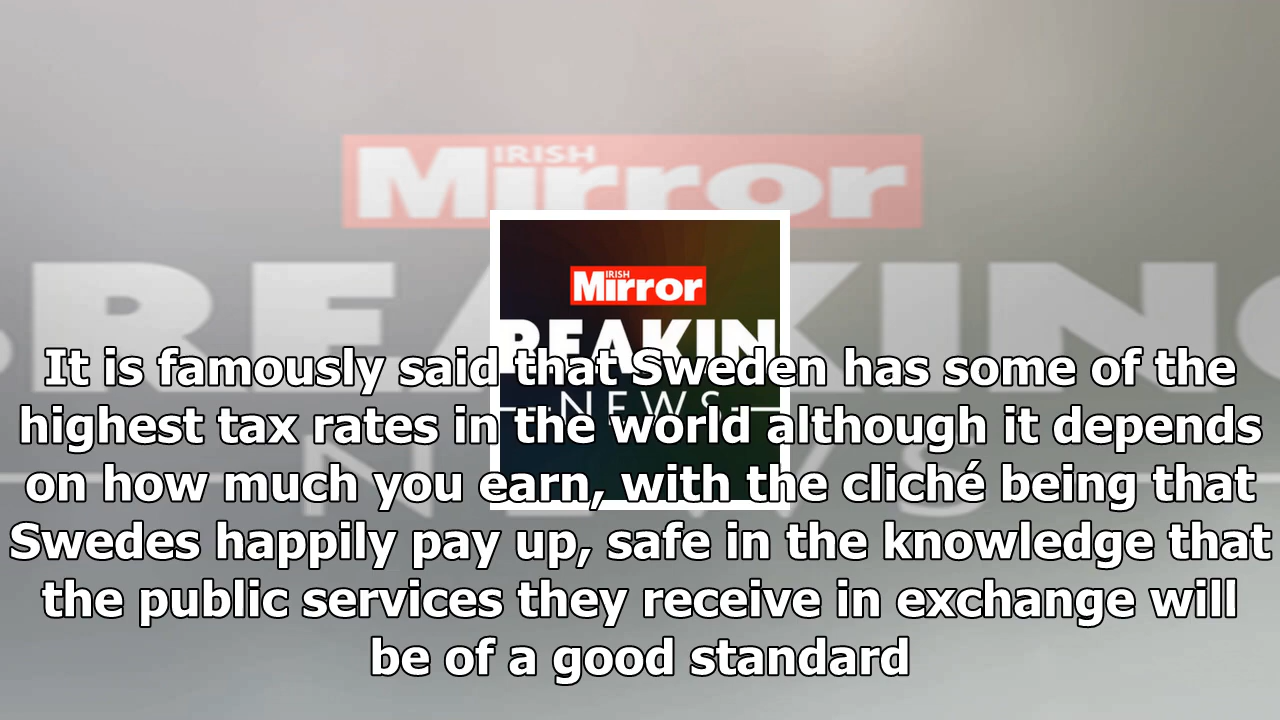 IRISH
Mirror
IRISH
Mirror
REAKIN
NEWS
It is famously said that Sweden has some of the
highest tax rates in the world although it depends
on how much you earn, with the cliché being that
Swedes happily pay up, safe in the knowledge that
the public services they receive in exchange will
be of a good standard